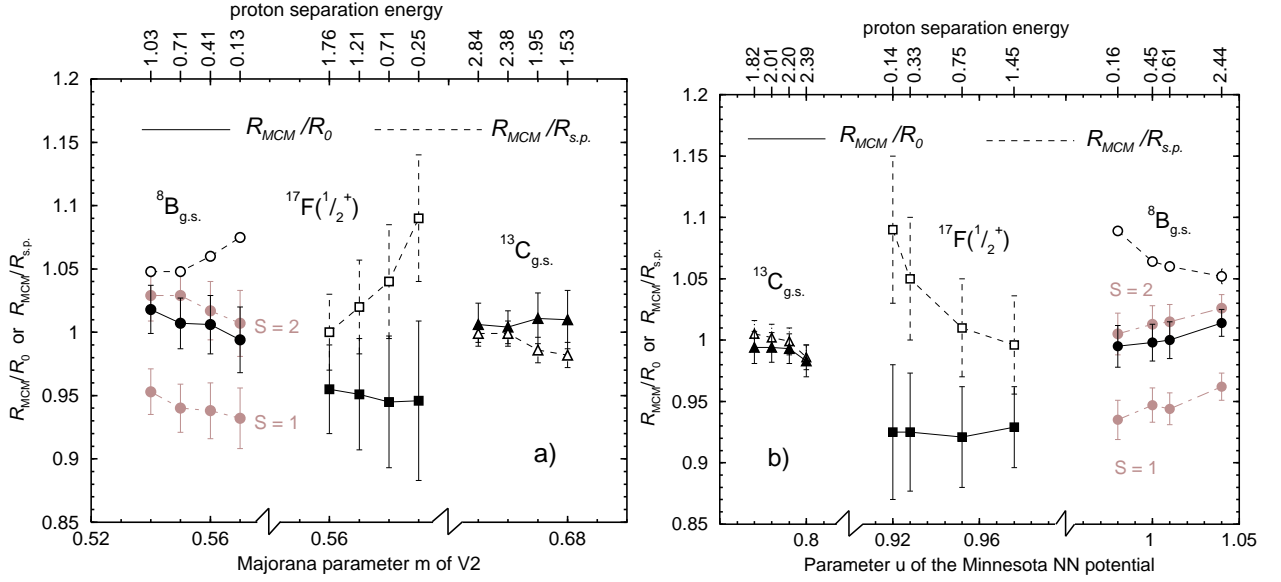 proton separation energy
1.03 0.71 0.41 0.13 1.76 1.21 0.71 0.25 2.84 2.38 1.95 1.53
1.2
1.15
1.1
1.05
1
0.95
0.9
0.85
R_MCM/R_0 or R_MCM/R_s.p.
R_MCM/R_0
R_MCM/R_s.p.
^8B_g.s.
^17F(^1/_2^+)
^13C_g.s.
S = 2
S = 1
a)
0.52 0.56 0.56 0.68
Majorana parameter m of V2
proton separation energy
1.82 2.01 2.20 2.39 0.14 0.33 0.75 1.45 0.16 0.45 0.61 2.44
1.2
1.15
1.1
1.05
1
0.95
0.9
0.85
R_MCM/R_0 or R_MCM/R_s.p.
R_MCM/R_0
R_MCM/R_s.p.
^13C_g.s.
^17F(^1/_2^+)
^8B_g.s.
S = 2
S = 1
b)
0.8 0.92 0.96 1 1.05
Parameter u of the Minnesota NN potential